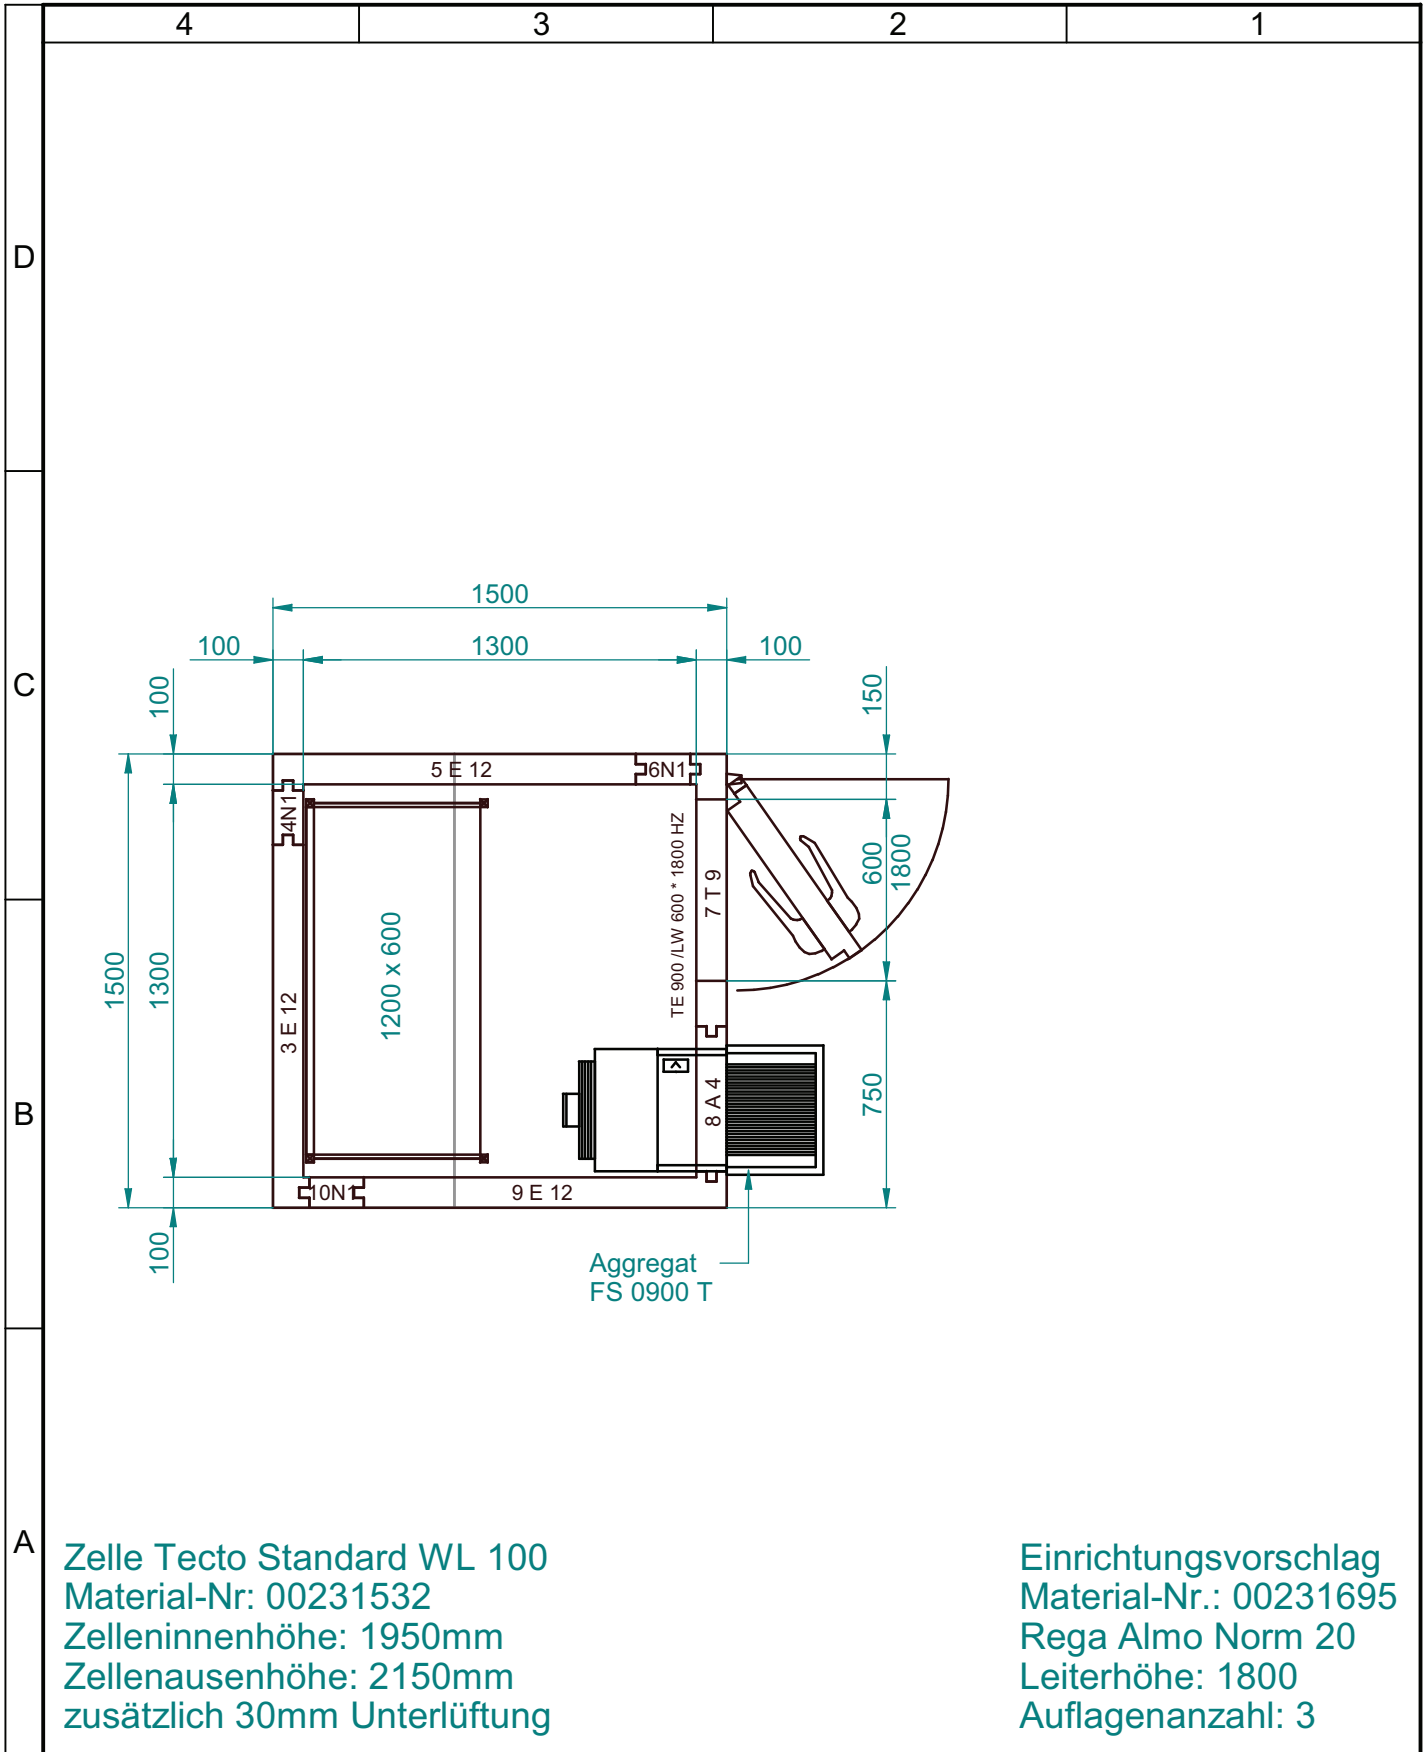 4 3 2 1
D
C
B
A
1500
100 1300 100
100
150
5 E 12
6N1
4N1
TE 900 /LW 600 * 1800 HZ
7 T 9
600
1800
1500
1300
3 E 12
1200 x 600
8 A 4
750
10N1
9 E 12
100
Aggregat
FS 0900 T
Zelle Tecto Standard WL 100
Material-Nr: 00231532
Zelleninnenhöhe: 1950mm
Zellenausenhöhe: 2150mm
zusätzlich 30mm Unterlüftung
Einrichtungsvorschlag
Material-Nr.: 00231695
Rega Almo Norm 20
Leiterhöhe: 1800
Auflagenanzahl: 3